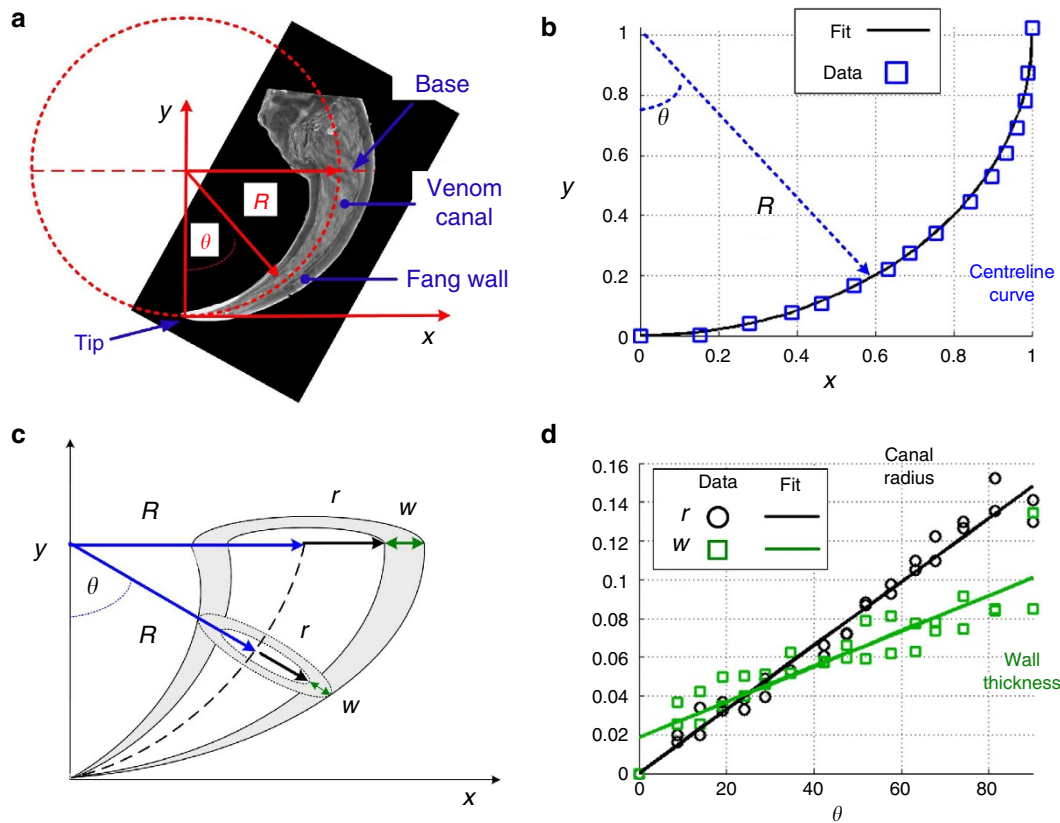 a
y
Base
R
Venom
canal
θ
Fang wall
Tip
x
b
Fit
Data
1
0.8
0.6
0.4
0.2
0
y
θ
R
Centreline
curve
0
0.2
0.4
0.6
0.8
1
x
c
R
r
w
y
θ
R
r
w
x
d
Canal
radius
Data
Fit
r
w
0.16
0.14
0.12
0.10
0.08
0.06
0.04
0.02
0
Wall
thickness
0
20
40
60
80
θ